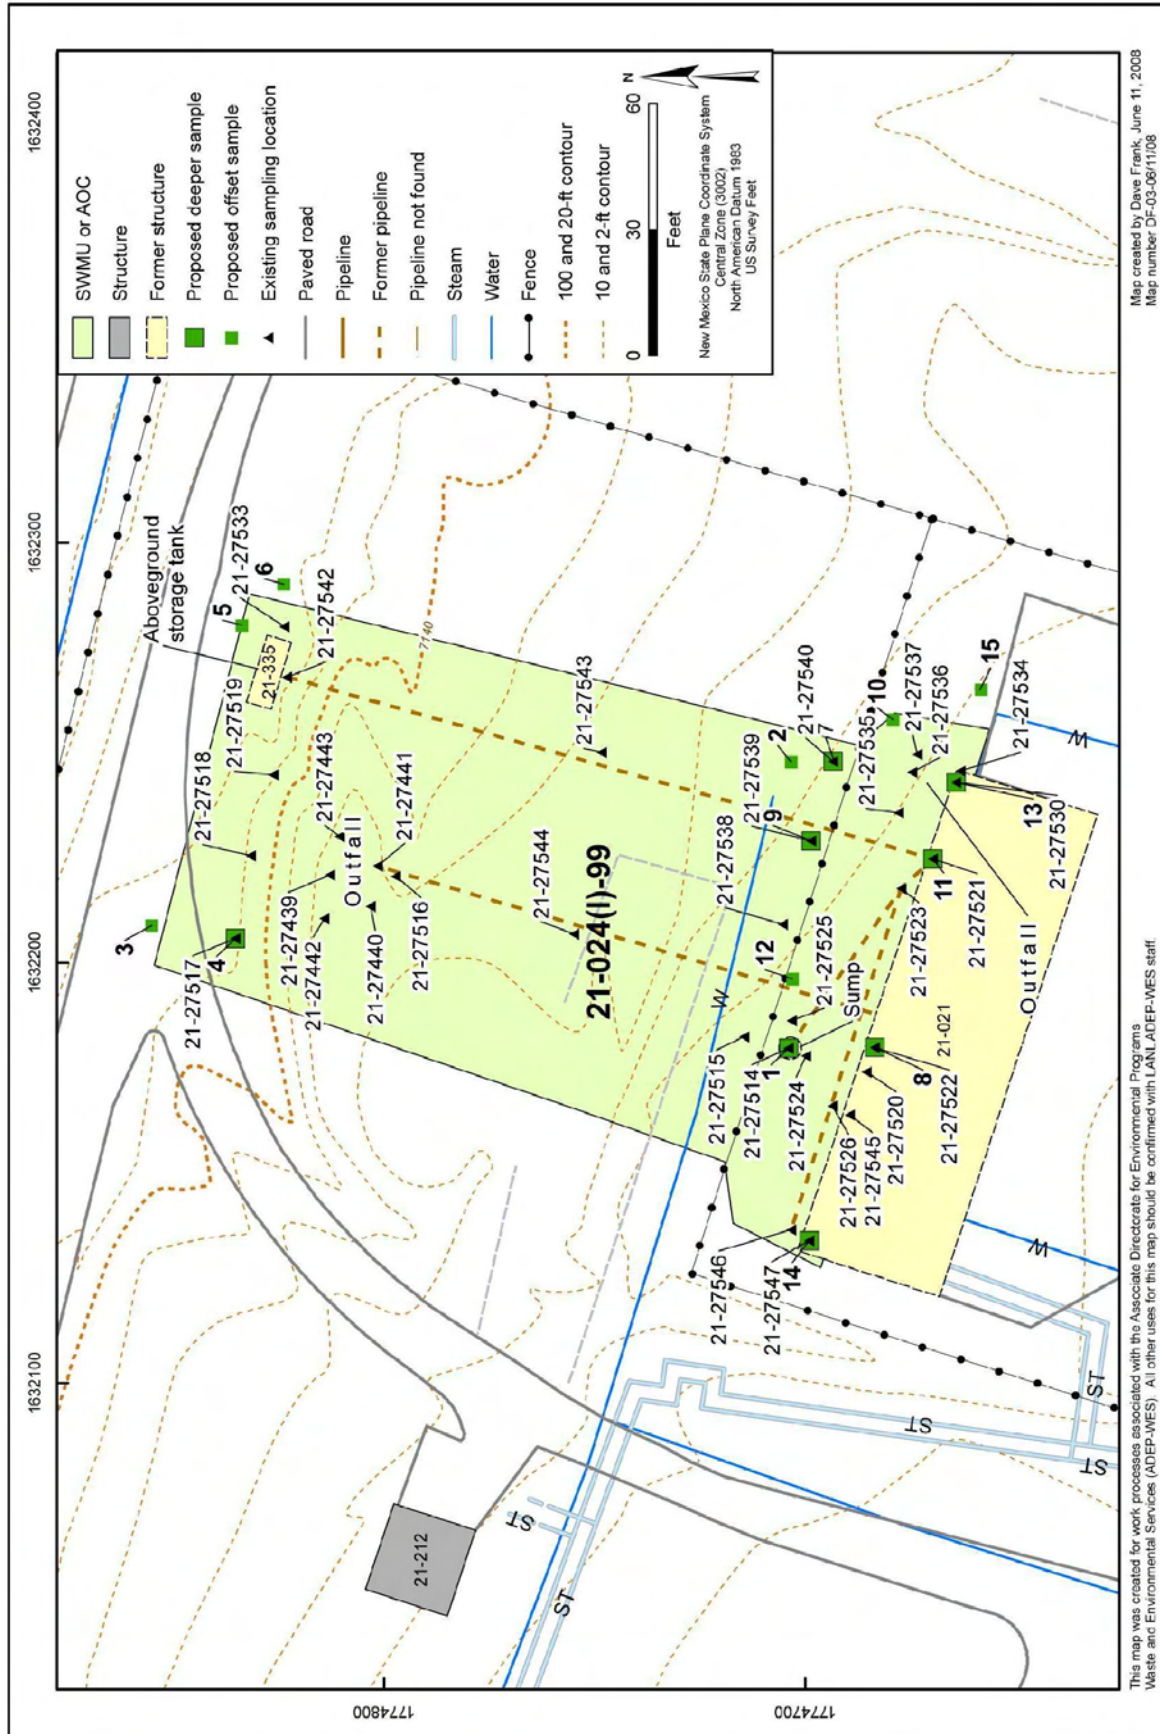 1632100
1632200
1632300
1632400
1774800
1774700
SWMU or AOC
Structure
Former structure
Proposed deeper sample
Proposed offset sample
Existing sampling location
Paved road
Pipeline
Former pipeline
Pipeline not found
Steam
Water
Fence
100 and 20-ft contour
10 and 2-ft contour
0
30
60
Feet
N
New Mexico State Plane Coordinate System
Central Zone (3002)
North American Datum 1983
US Survey Feet
Aboveground
storage tank
21-27533
5
6
21-335
21-27542
7140
21-27519
21-27518
3
21-27517
4
21-27443
21-27439
Outfall
21-27441
21-27442
21-27440
21-27516
21-27543
21-27544
21-024(l)-99
21-212
W
21-27539
2
21-27540
7
9
21-27538
12
21-27525
Sump
21-27515
21-27514
1
21-27524
21-27535
10
21-27537
21-27536
15
21-27534
W
13
21-27530
11
21-27521
21-27523
Outfall
21-021
8
21-27522
21-27520
21-27545
21-27526
21-27546
21-27547
14
W
ST
ST
ST
ST
ST
This map was created for work processes associated with the Associate Directorate for Environmental Programs
Waste and Environmental Services (ADEP-WES). All other uses for this map should be confirmed with LANL ADEP-WES staff.
Map created by Dave Frank, June 11, 2008
Map number DF-03-06/11/08